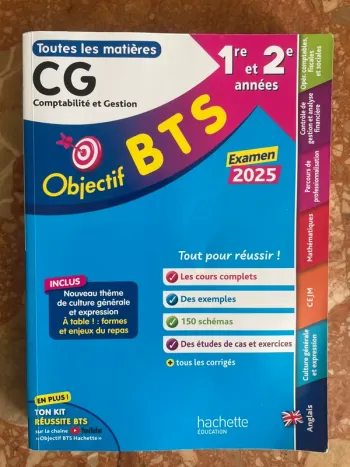 Toutes les matières
CG
Comptabilité et Gestion
1re et 2e
années
Objectif BTS
Examen
2025
Tout pour réussir !
Les cours complets
Des exemples
150 schémas
Des études de cas et exercices
+ tous les corrigés
INCLUS
Nouveau thème
de culture générale
et expression
À table ! : formes
et enjeux du repas
EN PLUS !
TON KIT
RÉUSSITE BTS
sur la chaîne YouTube
« Objectif BTS Hachette »
hachette
ÉDUCATION
Opér. comptables,
fiscales
et sociales
Contrôle de
gestion et analyse
financière
Parcours de
professionnalisation
Mathématiques
CEJM
Culture générale
et expression
Anglais